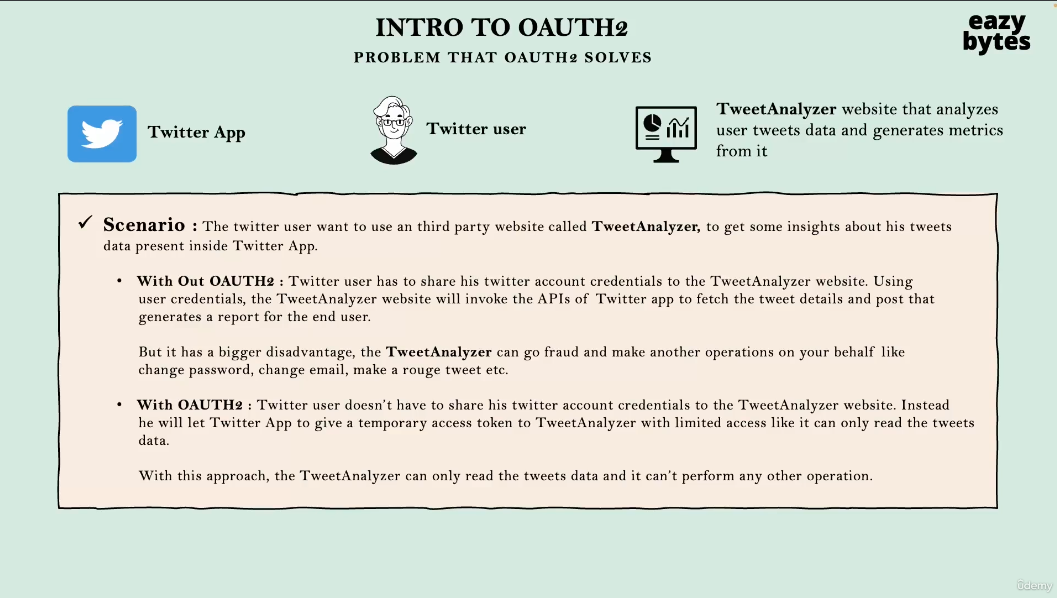 INTRO TO OAUTH2
PROBLEM THAT OAUTH2 SOLVES
eazy
bytes
Twitter App
Twitter user
TweetAnalyzer website that analyzes
user tweets data and generates metrics
from it
✓ Scenario : The twitter user want to use an third party website called TweetAnalyzer, to get some insights about his tweets
data present inside Twitter App.
• With Out OAUTH2 : Twitter user has to share his twitter account credentials to the TweetAnalyzer website. Using
user credentials, the TweetAnalyzer website will invoke the APIs of Twitter app to fetch the tweet details and post that
generates a report for the end user.
But it has a bigger disadvantage, the TweetAnalyzer can go fraud and make another operations on your behalf like
change password, change email, make a rouge tweet etc.
• With OAUTH2 : Twitter user doesn't have to share his twitter account credentials to the TweetAnalyzer website. Instead
he will let Twitter App to give a temporary access token to TweetAnalyzer with limited access like it can only read the tweets
data.
With this approach, the TweetAnalyzer can only read the tweets data and it can't perform any other operation.
ûdemy